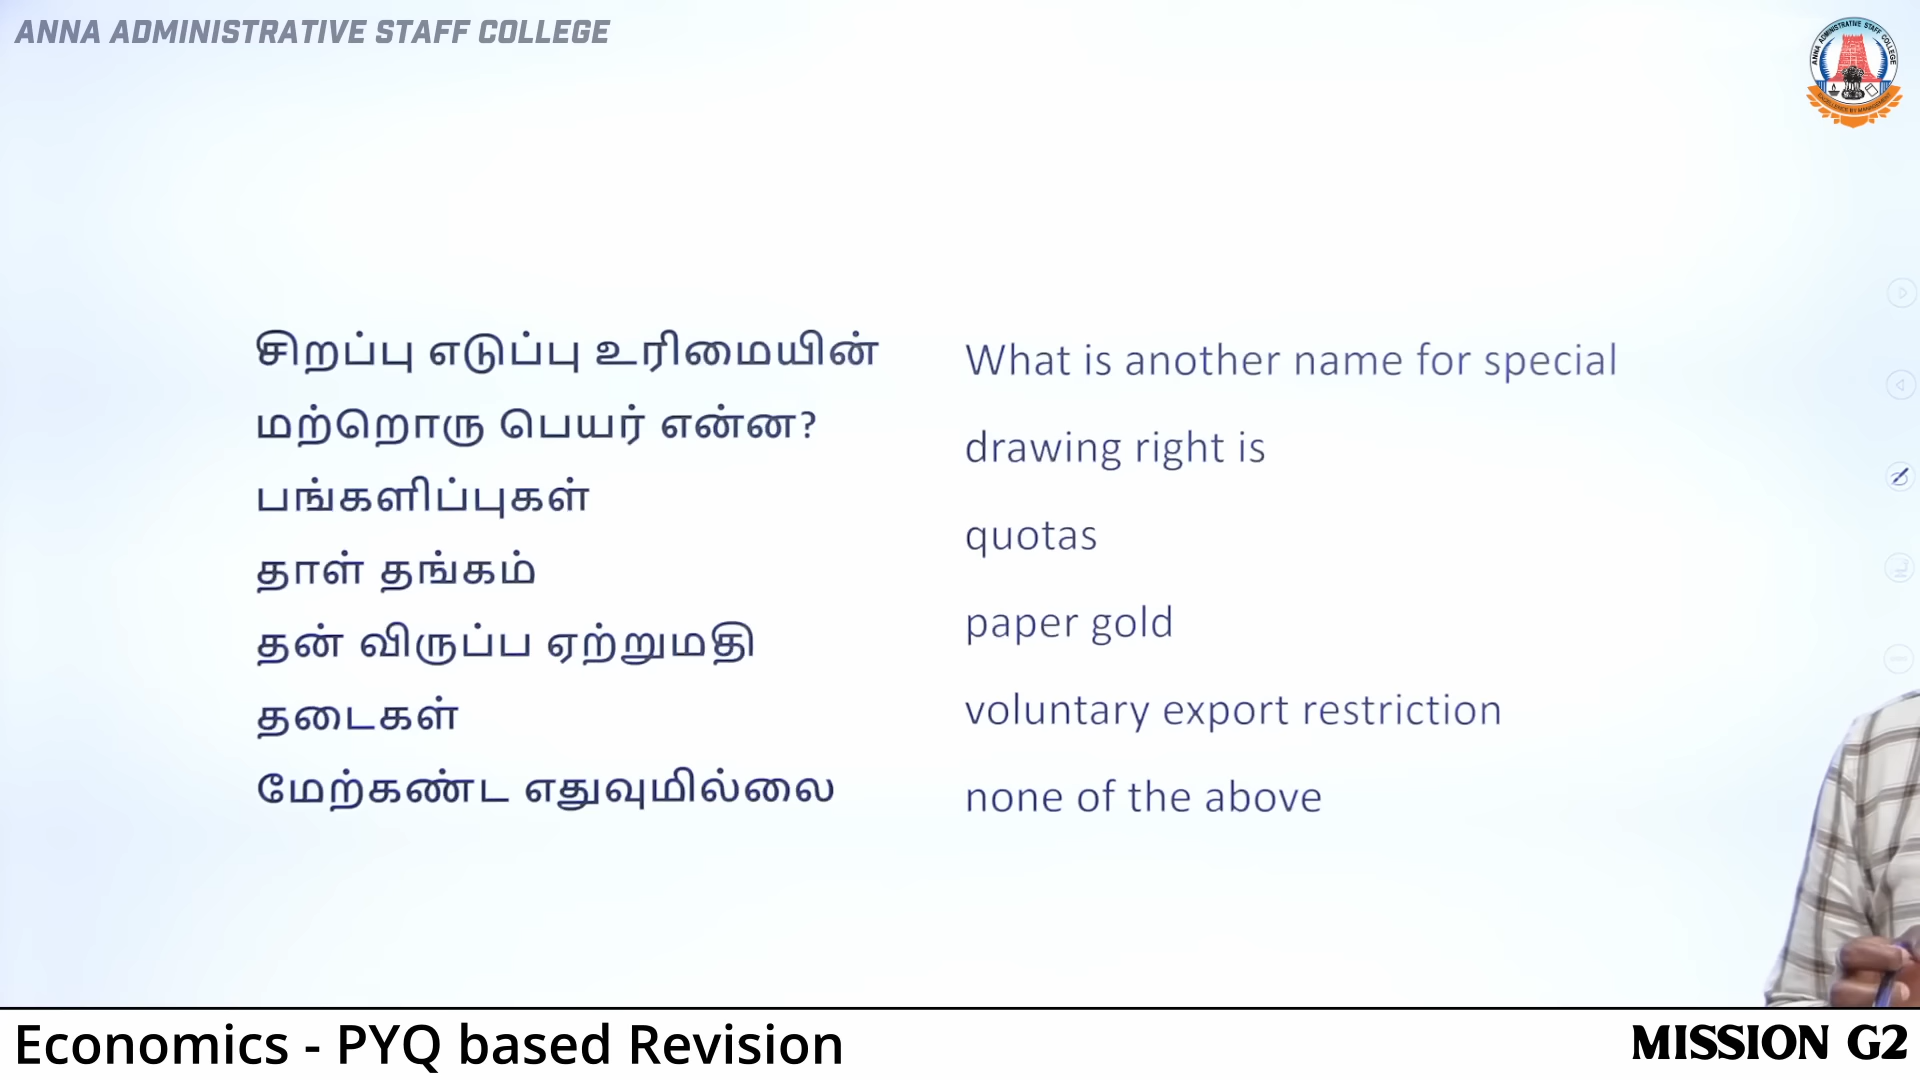 ANNA ADMINISTRATIVE STAFF COLLEGE
சிறப்பு எடுப்பு உரிமையின்
மற்றொரு பெயர் என்ன?
பங்களிப்புகள்
தாள் தங்கம்
தன் விருப்ப ஏற்றுமதி
தடைகள்
மேற்கண்ட எதுவுமில்லை
What is another name for special
drawing right is
quotas
paper gold
voluntary export restriction
none of the above
Economics - PYQ based Revision
MISSION G2